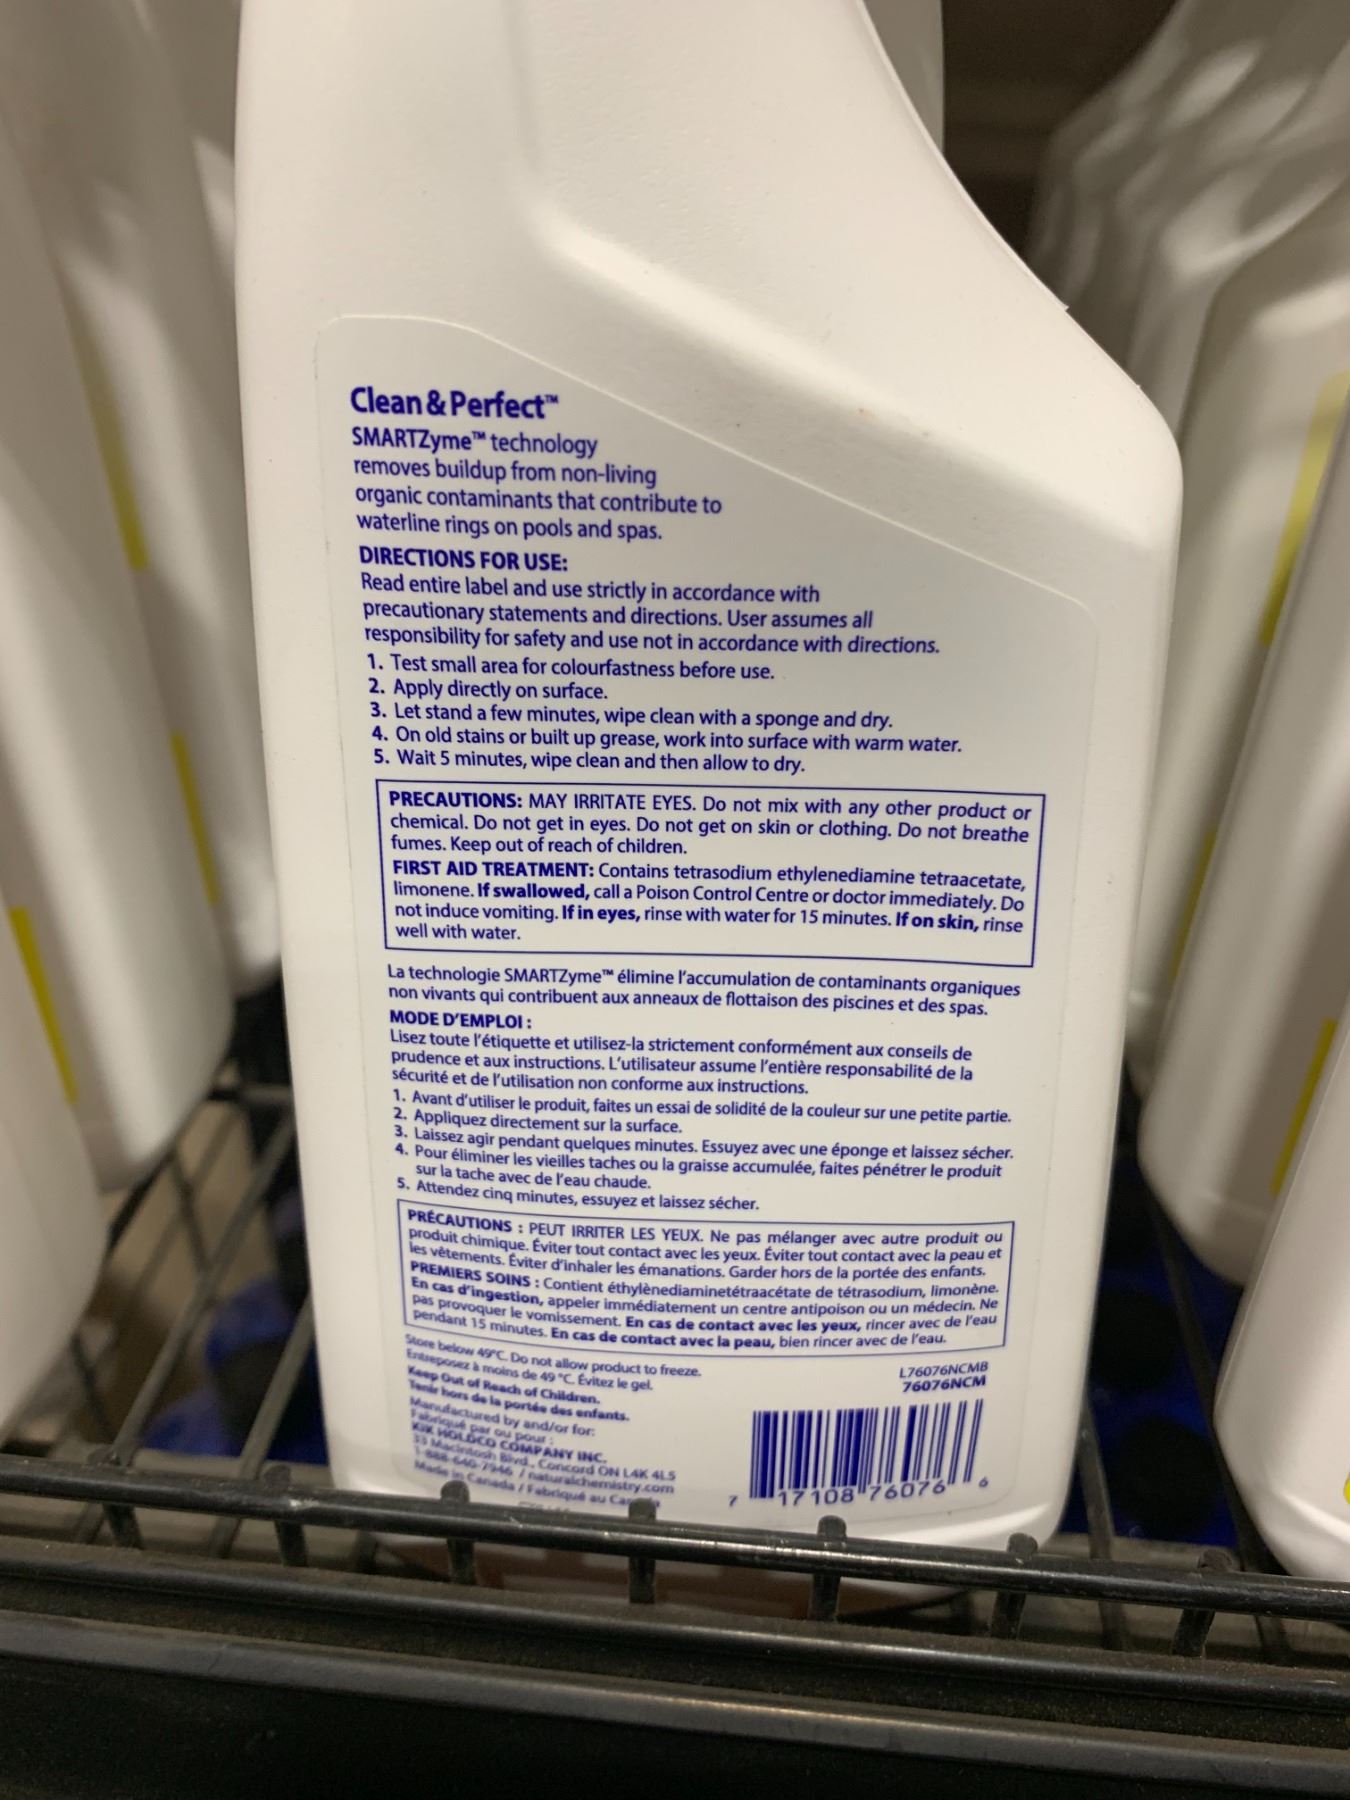 Clean & Perfect™
SMARTZyme™ technology
removes buildup from non-living
organic contaminants that contribute to
waterline rings on pools and spas.
DIRECTIONS FOR USE:
Read entire label and use strictly in accordance with
precautionary statements and directions. User assumes all
responsibility for safety and use not in accordance with directions.
1. Test small area for colourfastness before use.
2. Apply directly on surface.
3. Let stand a few minutes, wipe clean with a sponge and dry.
4. On old stains or built up grease, work into surface with warm water.
5. Wait 5 minutes, wipe clean and then allow to dry.
PRECAUTIONS: MAY IRRITATE EYES. Do not mix with any other product or
chemical. Do not get in eyes. Do not get on skin or clothing. Do not breathe
fumes. Keep out of reach of children.
FIRST AID TREATMENT: Contains tetrasodium ethylenediamine tetraacetate,
limonene. If swallowed, call a Poison Control Centre or doctor immediately. Do
not induce vomiting. If in eyes, rinse with water for 15 minutes. If on skin, rinse
well with water.
La technologie SMARTZyme™ élimine l'accumulation de contaminants organiques
non vivants qui contribuent aux anneaux de flottaison des piscines et des spas.
MODE D'EMPLOI :
Lisez toute l'étiquette et utilisez-la strictement conformément aux conseils de
prudence et aux instructions. L'utilisateur assume l'entière responsabilité de la
sécurité et de l'utilisation non conforme aux instructions.
1. Avant d'utiliser le produit, faites un essai de solidité de la couleur sur une petite partie.
2. Appliquez directement sur la surface.
3. Laissez agir pendant quelques minutes. Essuyez avec une éponge et laissez sécher.
4. Pour éliminer les vieilles taches ou la graisse accumulée, faites pénétrer le produit
sur la tache avec de l'eau chaude.
5. Attendez cinq minutes, essuyez et laissez sécher.
PRÉCAUTIONS : PEUT IRRITER LES YEUX. Ne pas mélanger avec autre produit ou
produit chimique. Éviter tout contact avec les yeux. Éviter tout contact avec la peau et
les vêtements. Éviter d'inhaler les émanations. Garder hors de la portée des enfants.
PREMIERS SOINS : Contient éthylènediaminetétraacétate de tétrasodium, limonène.
En cas d'ingestion, appeler immédiatement un centre antipoison ou un médecin. Ne
pas provoquer le vomissement. En cas de contact avec les yeux, rincer avec de l'eau
pendant 15 minutes. En cas de contact avec la peau, bien rincer avec de l'eau.
Store below 49°C. Do not allow product to freeze.
Entreposez à moins de 49 °C. Évitez le gel.
Keep Out of Reach of Children.
Tenir hors de la portée des enfants.
Manufactured by and/or for:
Fabriqué par ou pour :
KIK HOLDCO COMPANY INC.
33 Macintosh Blvd., Concord ON L4K 4L5
1-888-640-7946 / naturalchemistry.com
Made in Canada / Fabriqué au
L76076NCMB
76076NCM
7 17108 76076 6